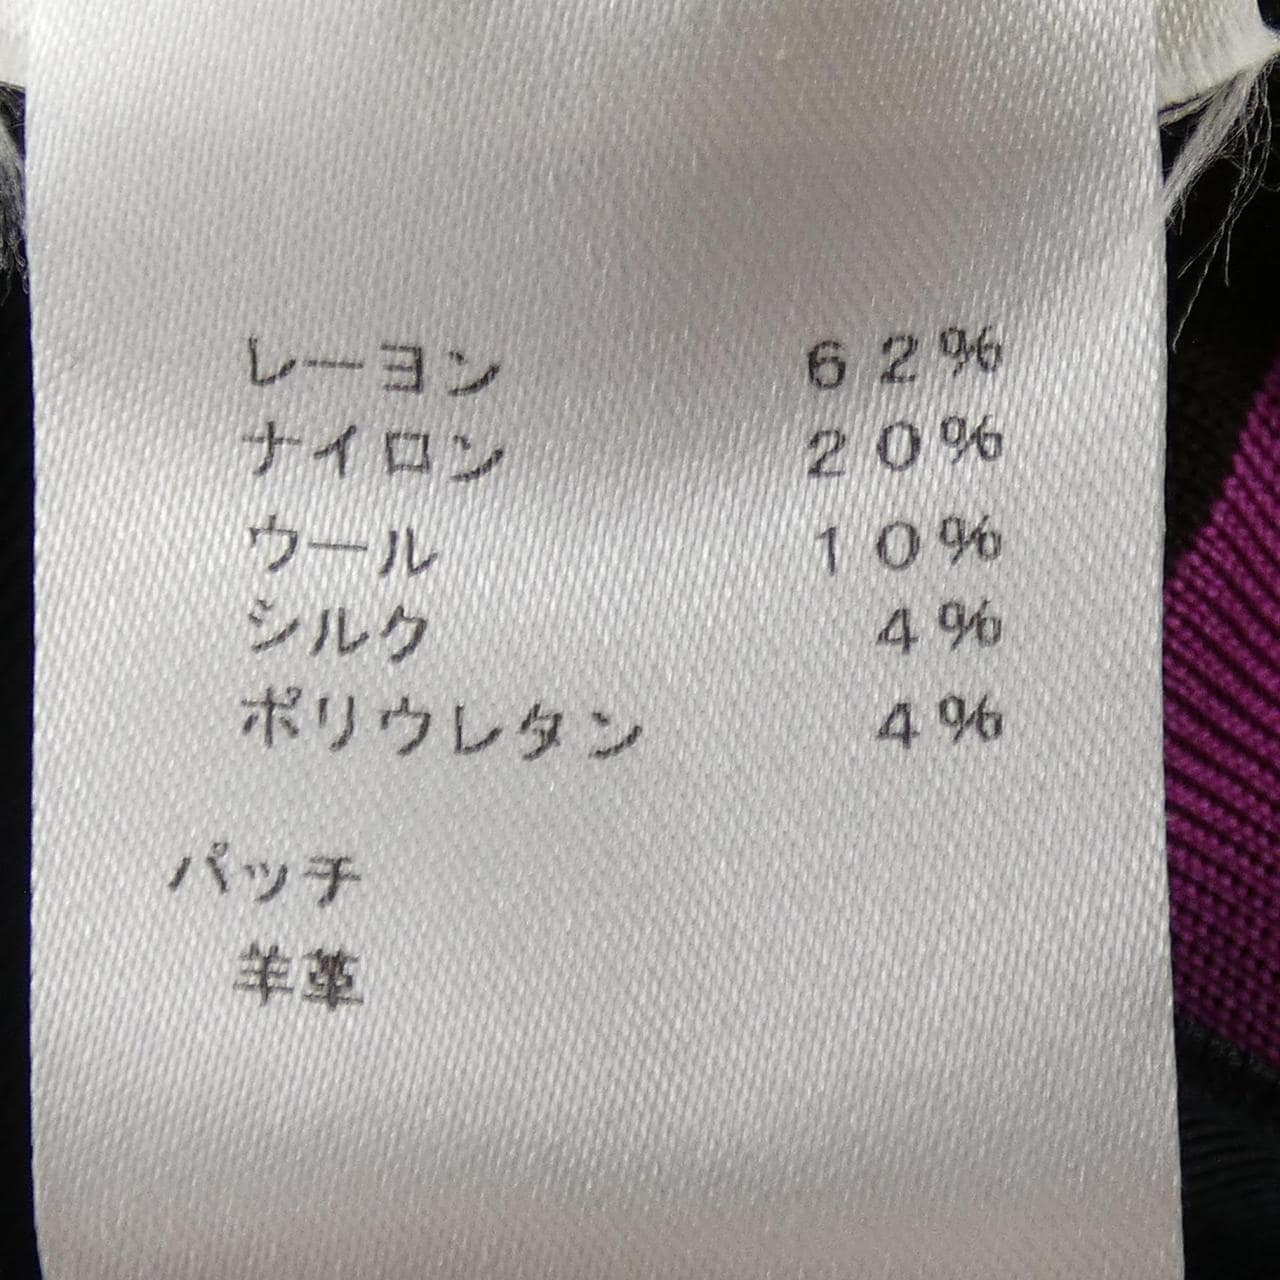 レーヨン 62%
ナイロン 20%
ウール 10%
シルク 4%
ポリウレタン 4%
パッチ
羊革